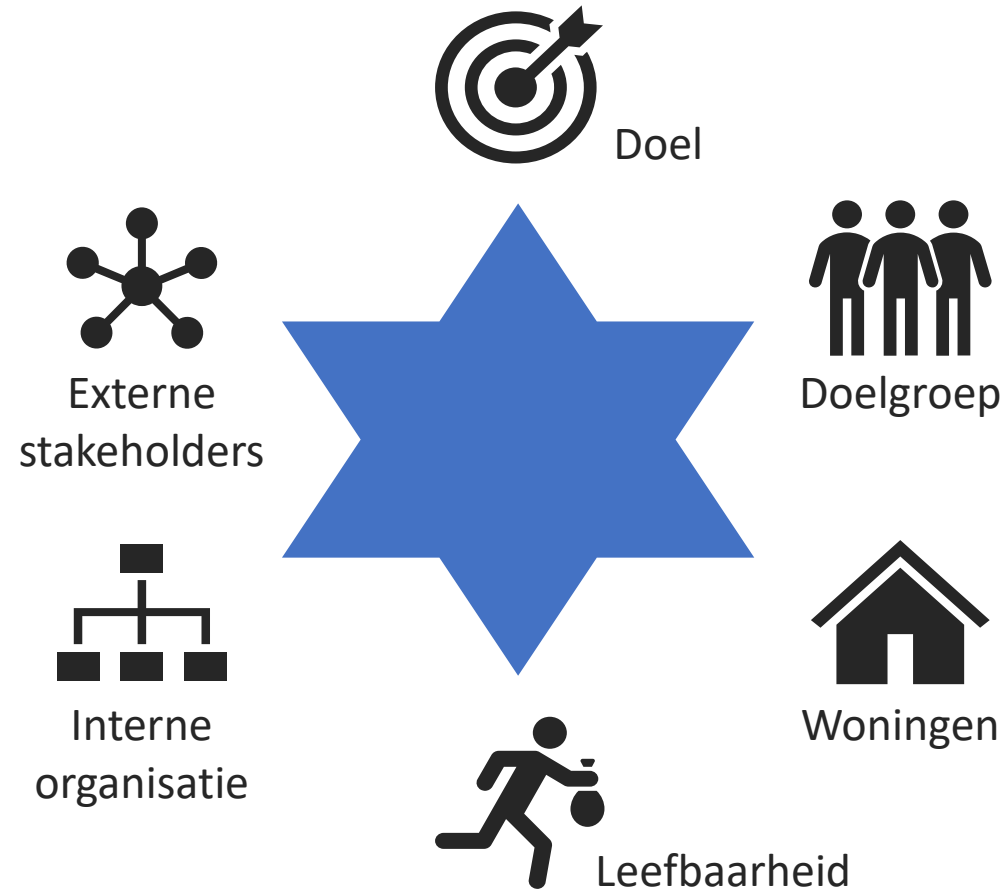 Doel
Externe
stakeholders
Doelgroep
Interne
organisatie
Woningen
Leefbaarheid